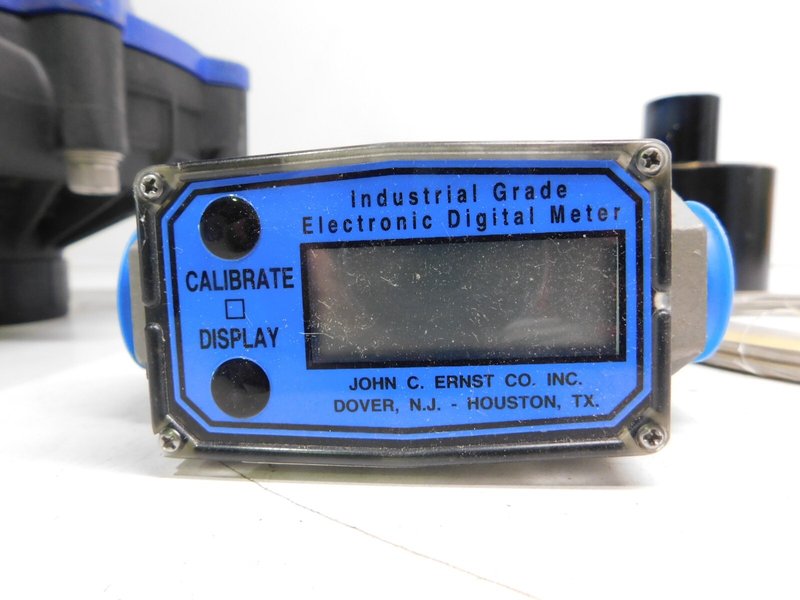 Industrial Grade
Electronic Digital Meter
CALIBRATE
DISPLAY
JOHN C. ERNST CO. INC.
DOVER, N.J. - HOUSTON, TX.